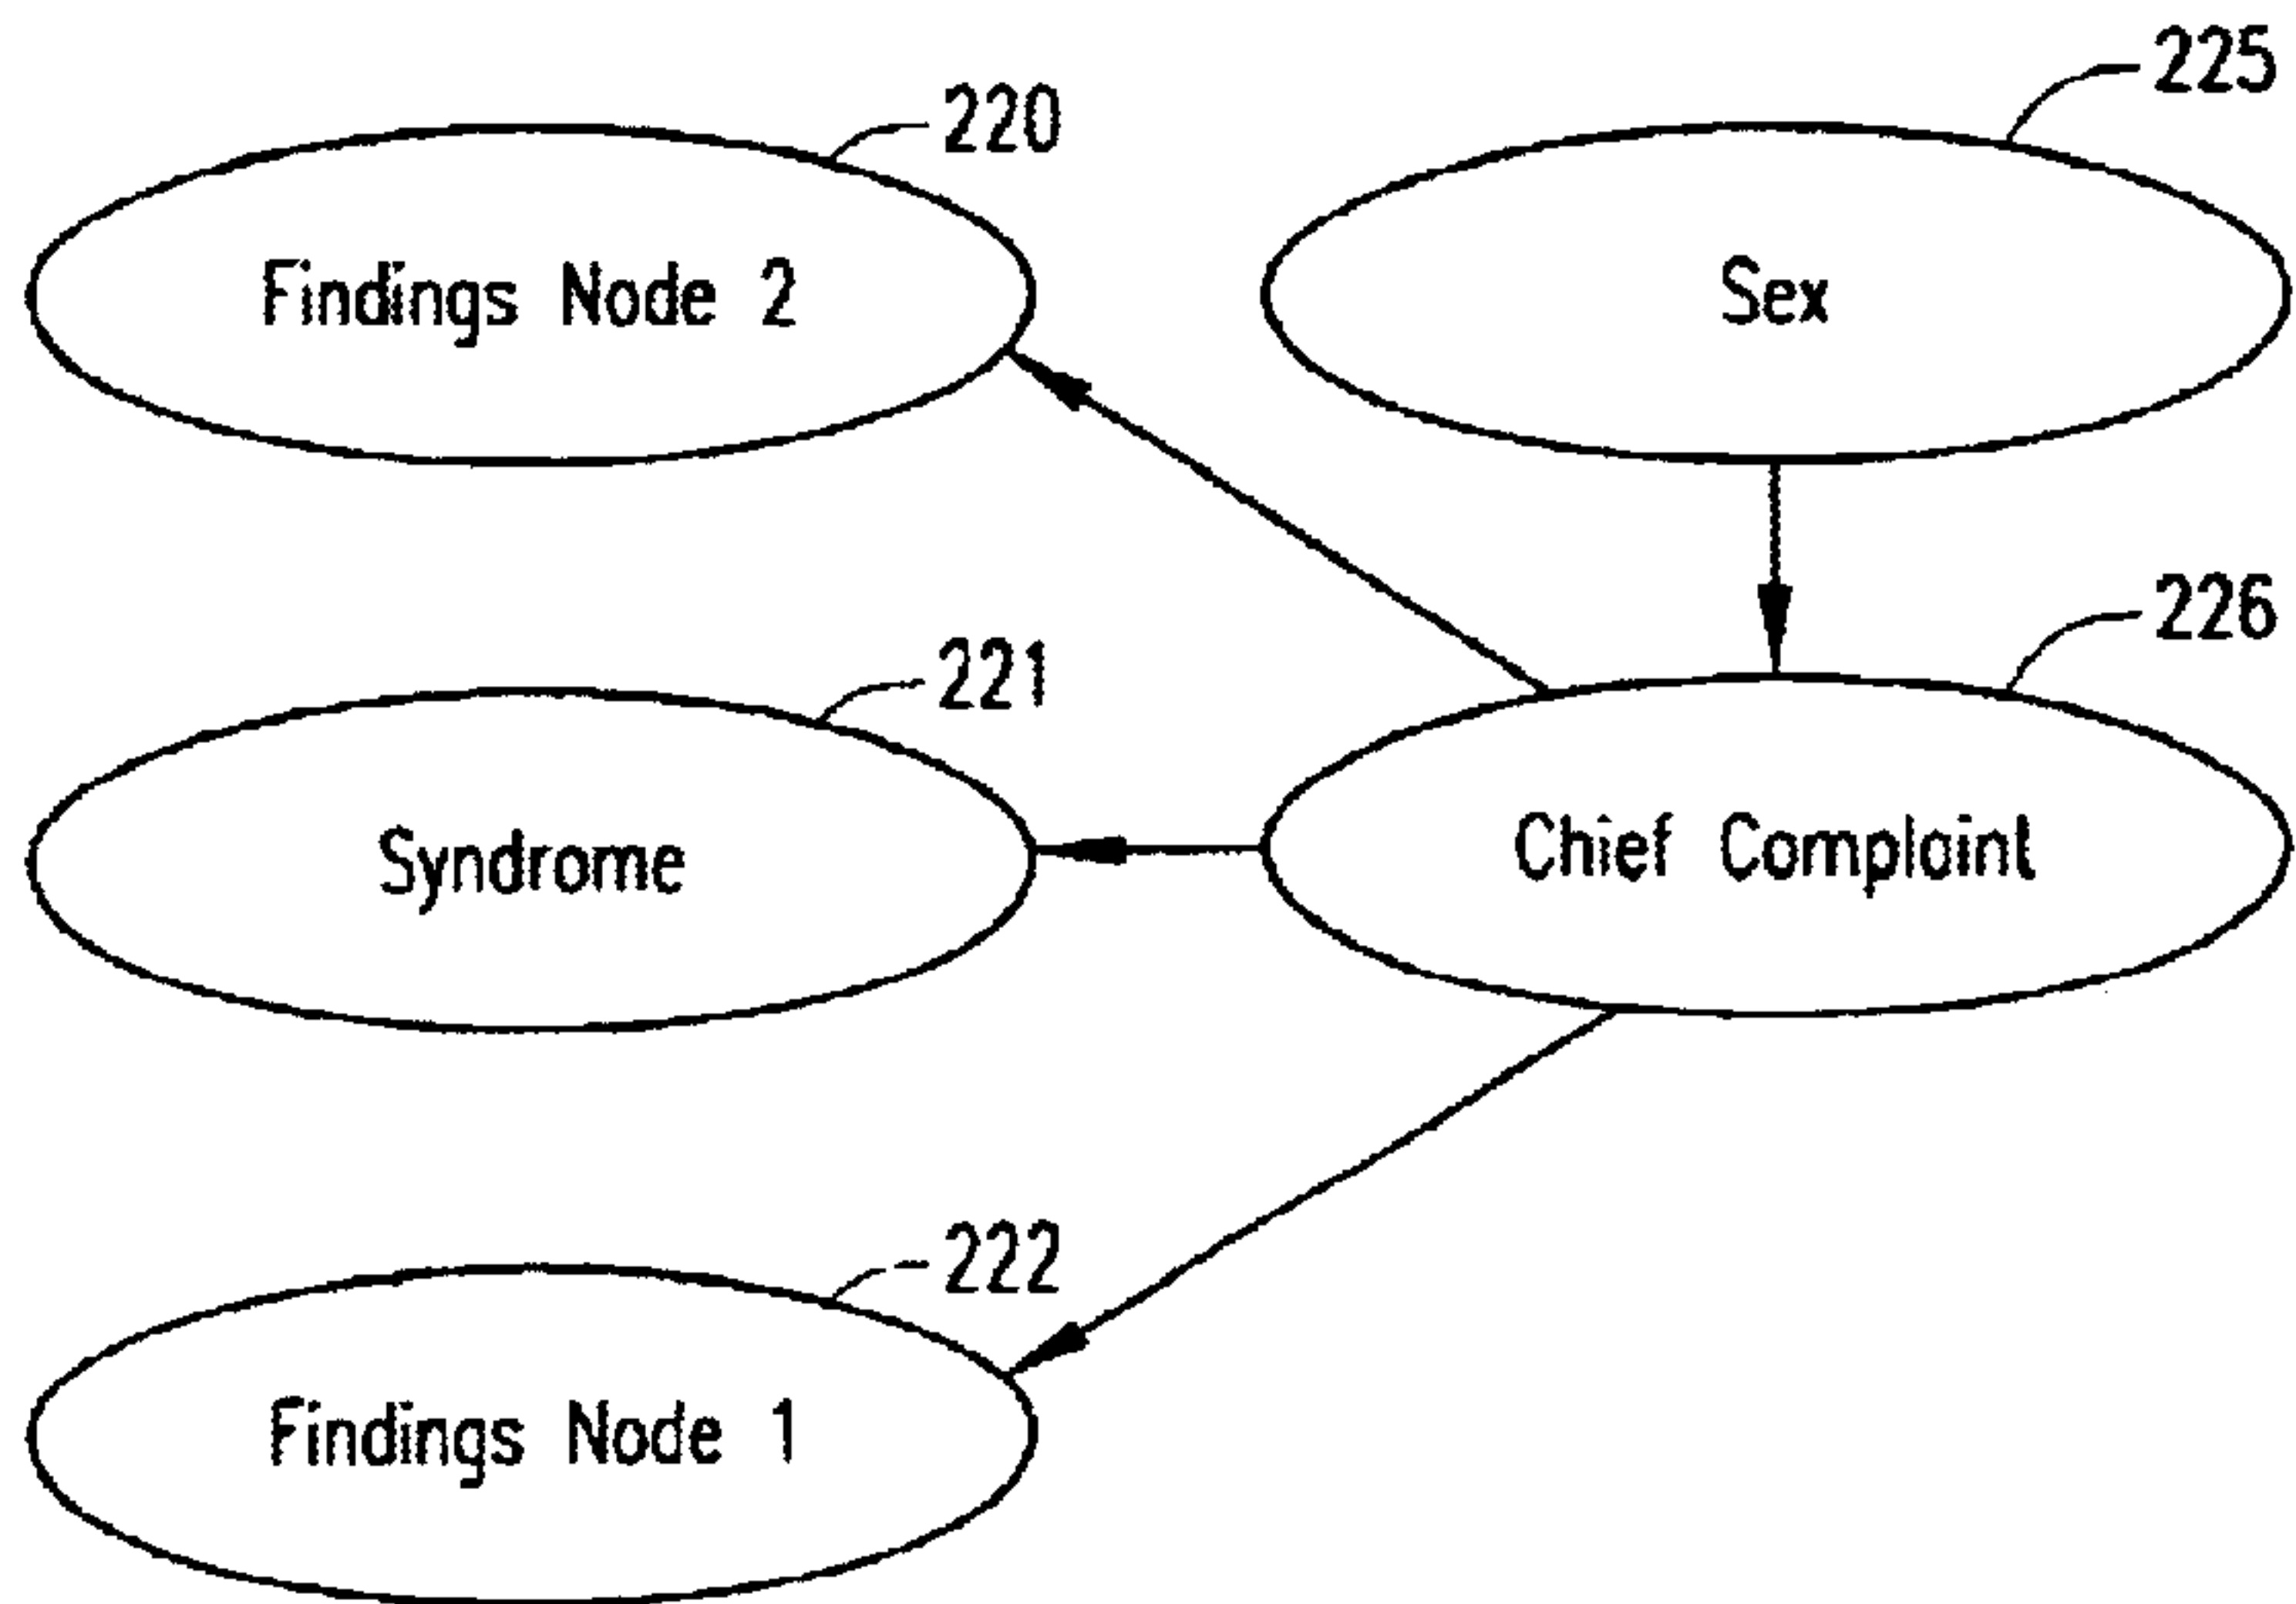 225
220
Findings Node 2
Sex
226
221
Syndrome
Chief Complaint
222
Findings Node 1